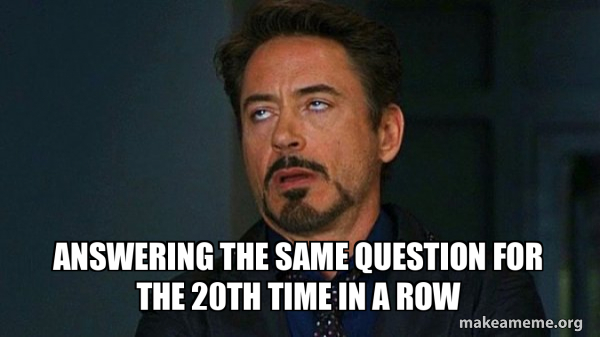 ANSWERING THE SAME QUESTION FOR
THE 20TH TIME IN A ROW
makeameme.org